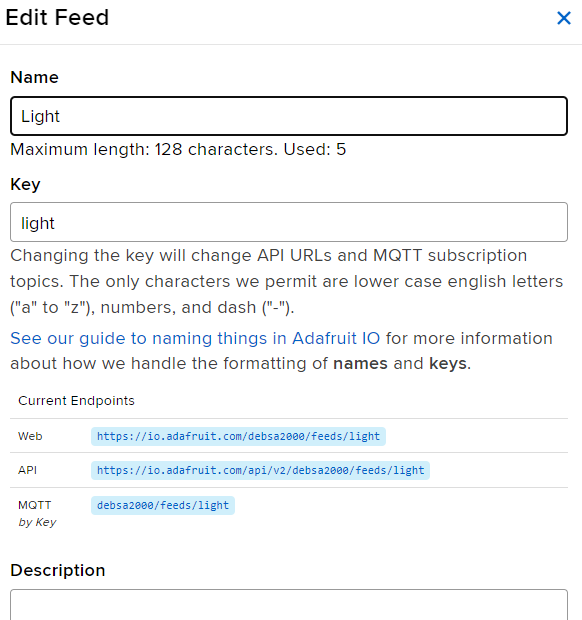 Edit Feed
Name
Light
Maximum length: 128 characters. Used: 5
Key
light
Changing the key will change API URLs and MQTT subscription
topics. The only characters we permit are lower case english letters
("a" to "z"), numbers, and dash ("-").
See our guide to naming things in Adafruit IO for more information
about how we handle the formatting of names and keys.
Current Endpoints
Web https://io.adafruit.com/debsa2000/feeds/light
API https://io.adafruit.com/api/v2/debsa2000/feeds/light
MQTT debsa2000/feeds/light
by Key
Description